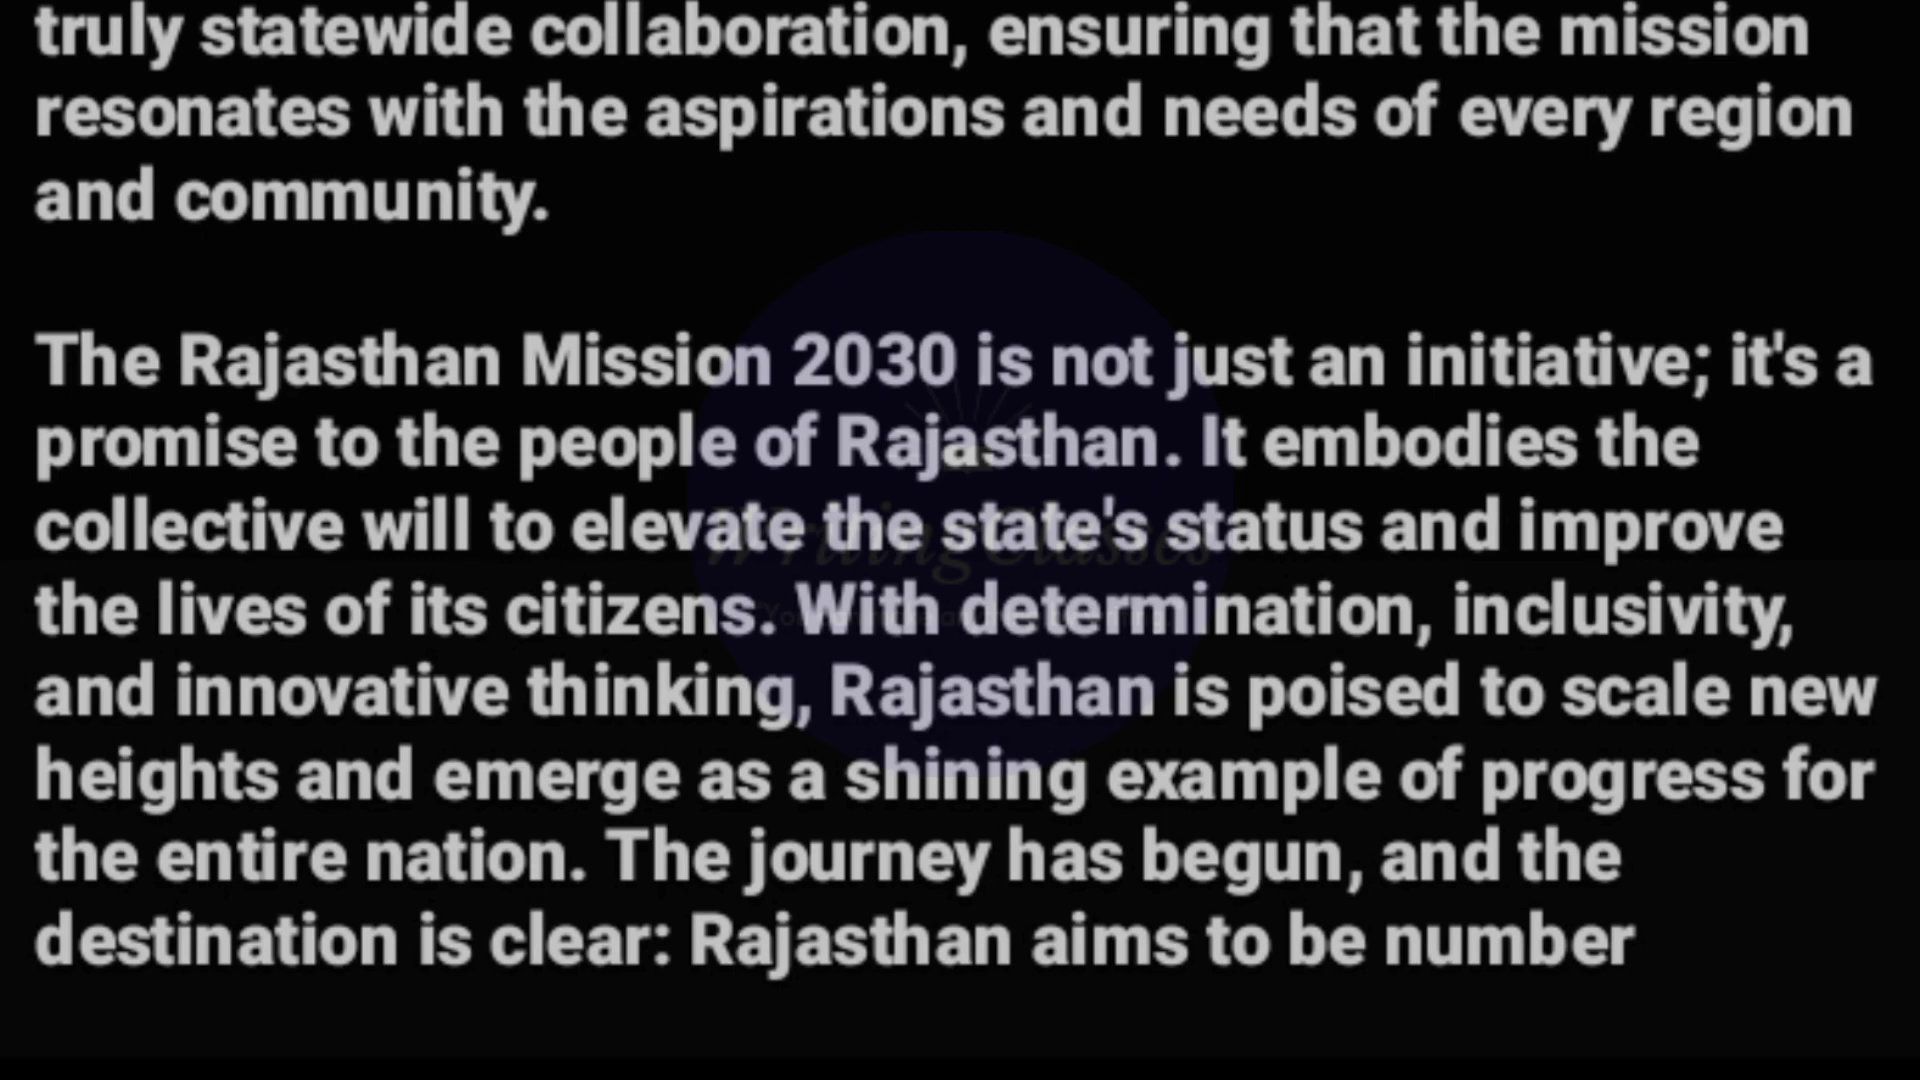 truly statewide collaboration, ensuring that the mission
resonates with the aspirations and needs of every region
and community.
The Rajasthan Mission 2030 is not just an initiative; it's a
promise to the people of Rajasthan. It embodies the
collective will to elevate the state's status and improve
the lives of its citizens. With determination, inclusivity,
and innovative thinking, Rajasthan is poised to scale new
heights and emerge as a shining example of progress for
the entire nation. The journey has begun, and the
destination is clear: Rajasthan aims to be number
Writing Classes